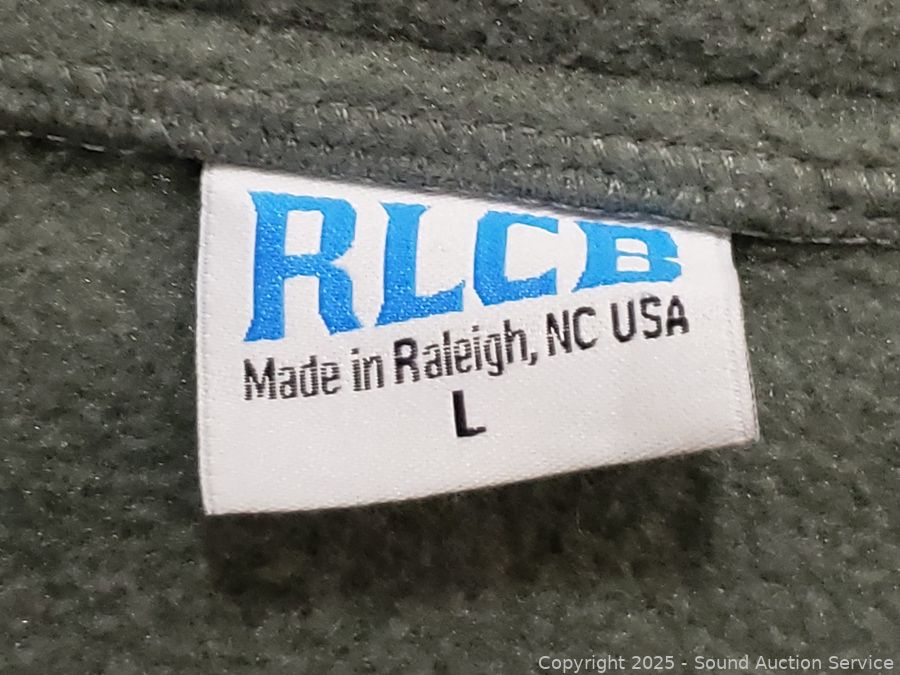 RLCB
Made in Raleigh, NC USA
L
Copyright 2025 - Sound Auction Service